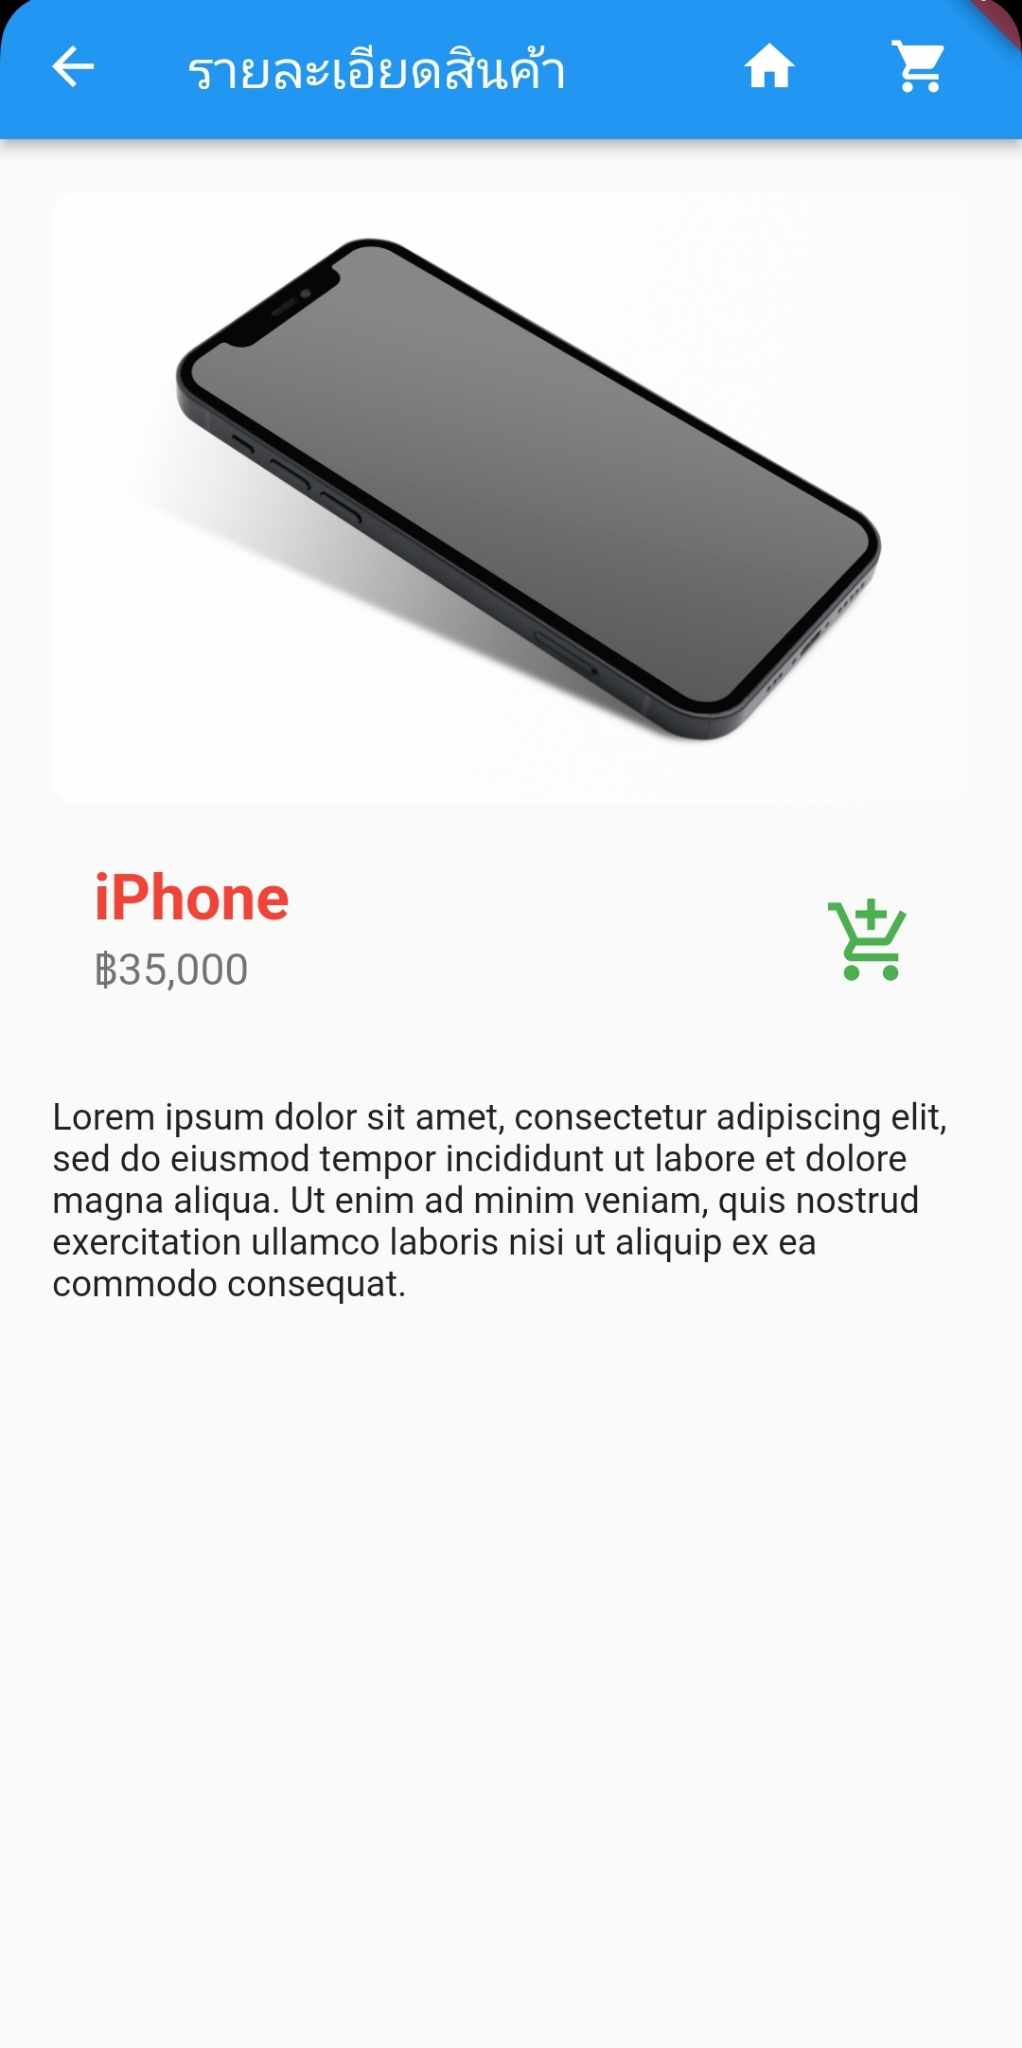 รายละเอียดสินค้า
iPhone
฿35,000
Lorem ipsum dolor sit amet, consectetur adipiscing elit,
sed do eiusmod tempor incididunt ut labore et dolore
magna aliqua. Ut enim ad minim veniam, quis nostrud
exercitation ullamco laboris nisi ut aliquip ex ea
commodo consequat.